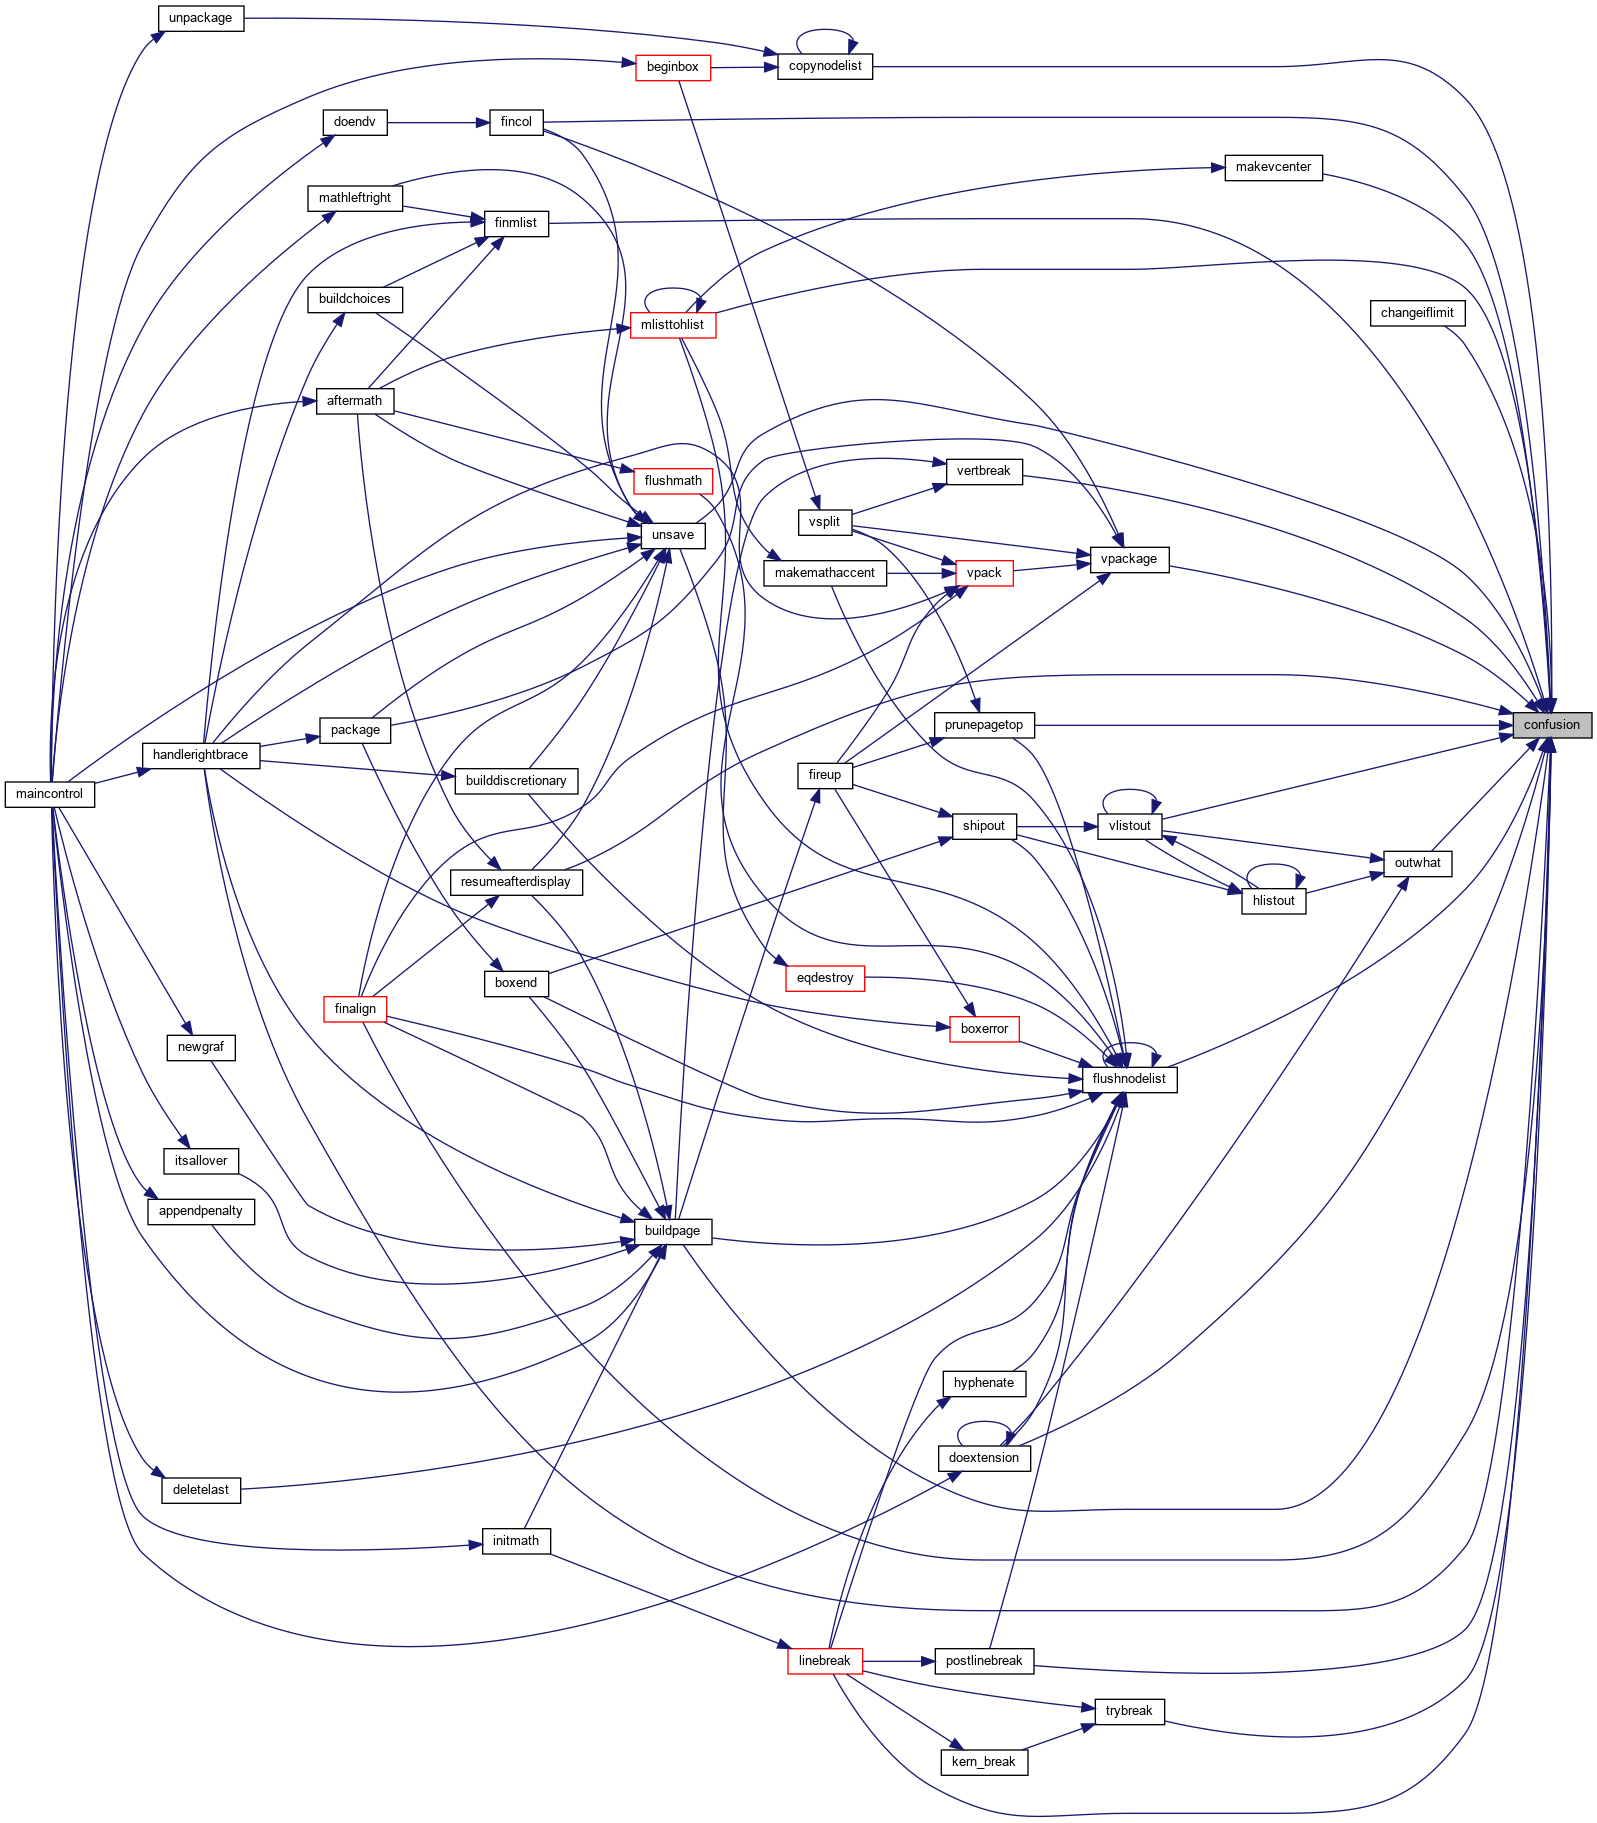 unpackage
beginbox
copynodelist
doendv
fincol
makevcenter
mathleftright
finmlist
buildchoices
mlisttohlist
changeiflimit
aftermath
flushmath
vertbreak
vsplit
unsave
vpackage
makemathaccent
vpack
package
prunepagetop
confusion
handlerightbrace
fireup
builddiscretionary
maincontrol
shipout
vlistout
outwhat
resumeafterdisplay
hlistout
eqdestroy
boxend
finalign
boxerror
newgraf
flushnodelist
itsallover
appendpenalty
buildpage
hyphenate
doextension
deletelast
initmath
linebreak
postlinebreak
trybreak
kern_break